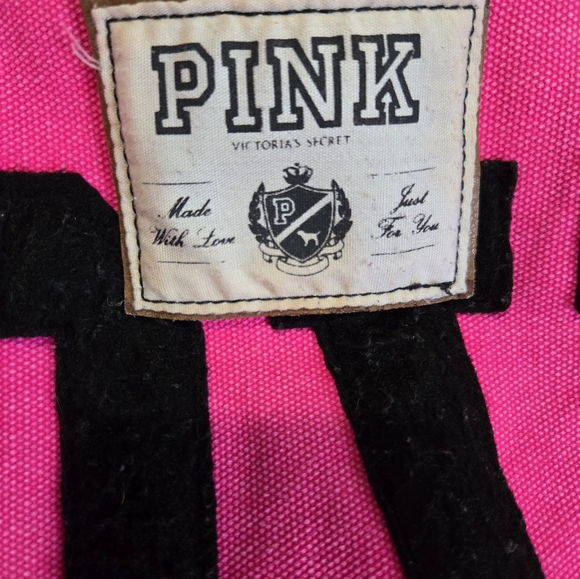 PINK
VICTORIA'S SECRET
Made
With Love
P
Just
For You